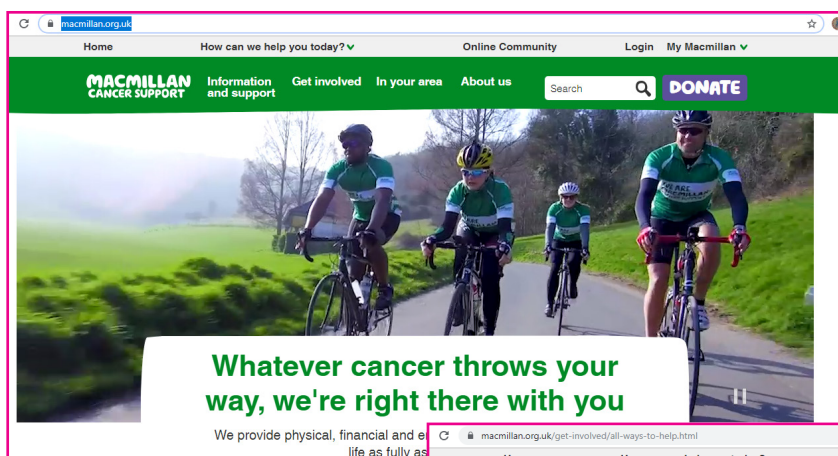 macmillan.org.uk
Home How can we help you today? Online Community Login My Macmillan
MACMILLAN
CANCER SUPPORT
Information
and support
Get involved In your area About us
Search
DONATE
WE ARE
MACMILLAN
Whatever cancer throws your
way, we're right there with you
We provide physical, financial and
life as fully as
macmillan.org.uk/get-involved/all-ways-to-help.html